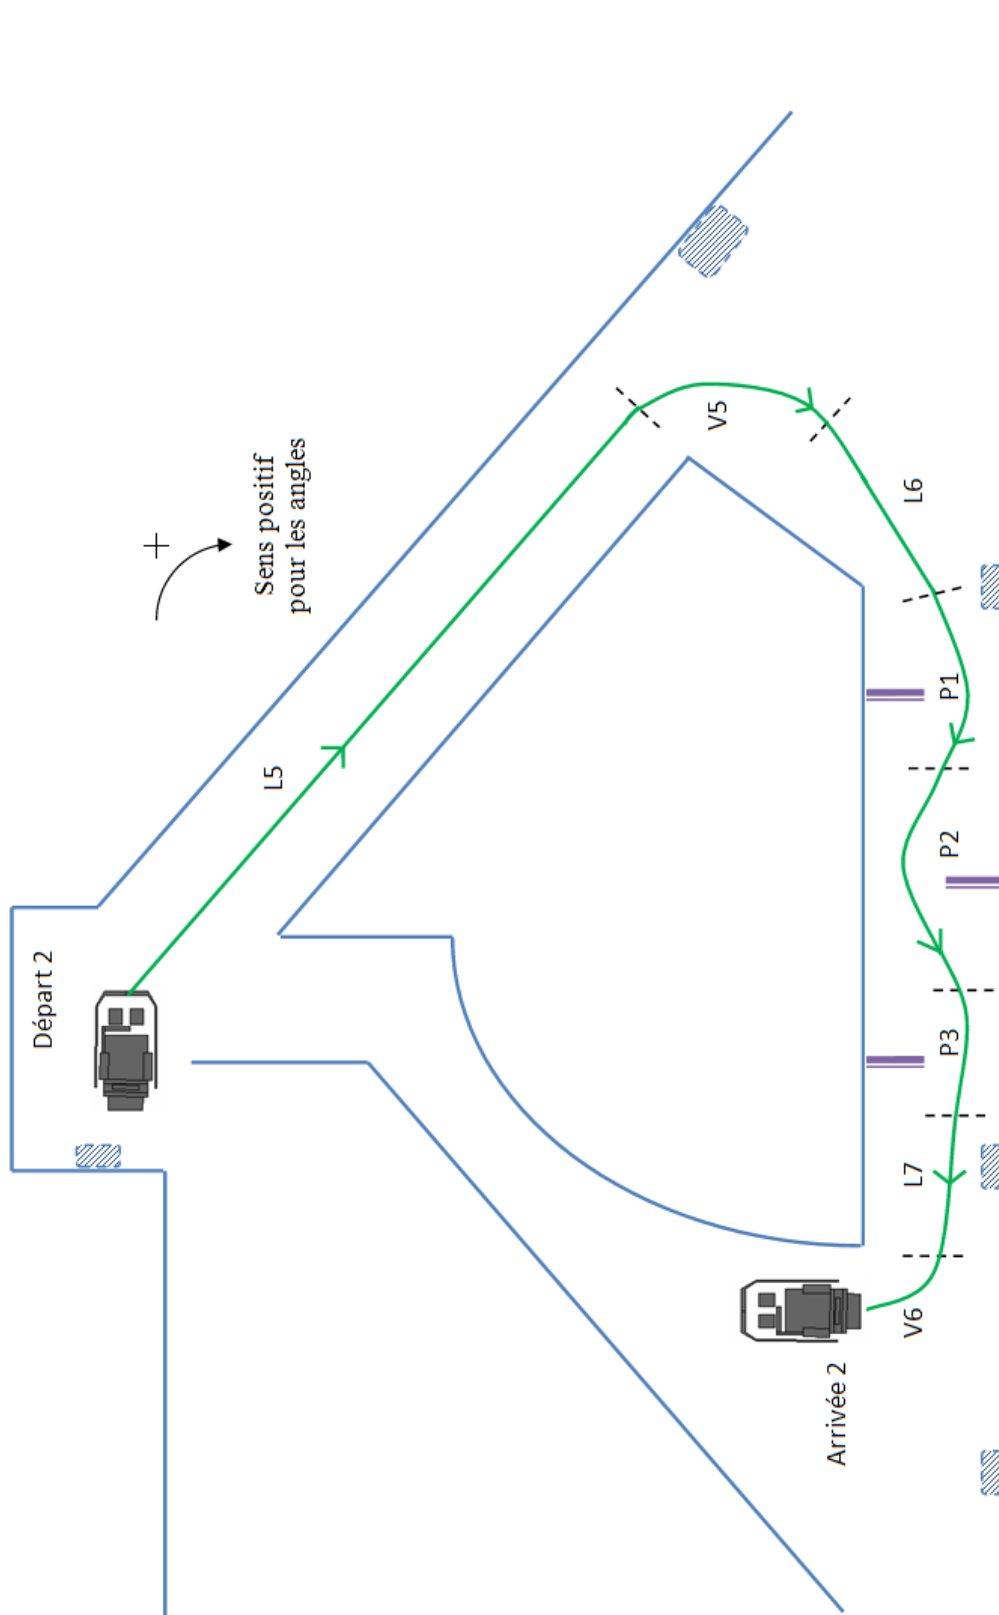 Départ 2
L5
+
Sens positif
pour les angles
V5
L6
P1
P2
P3
L7
V6
Arrivée 2